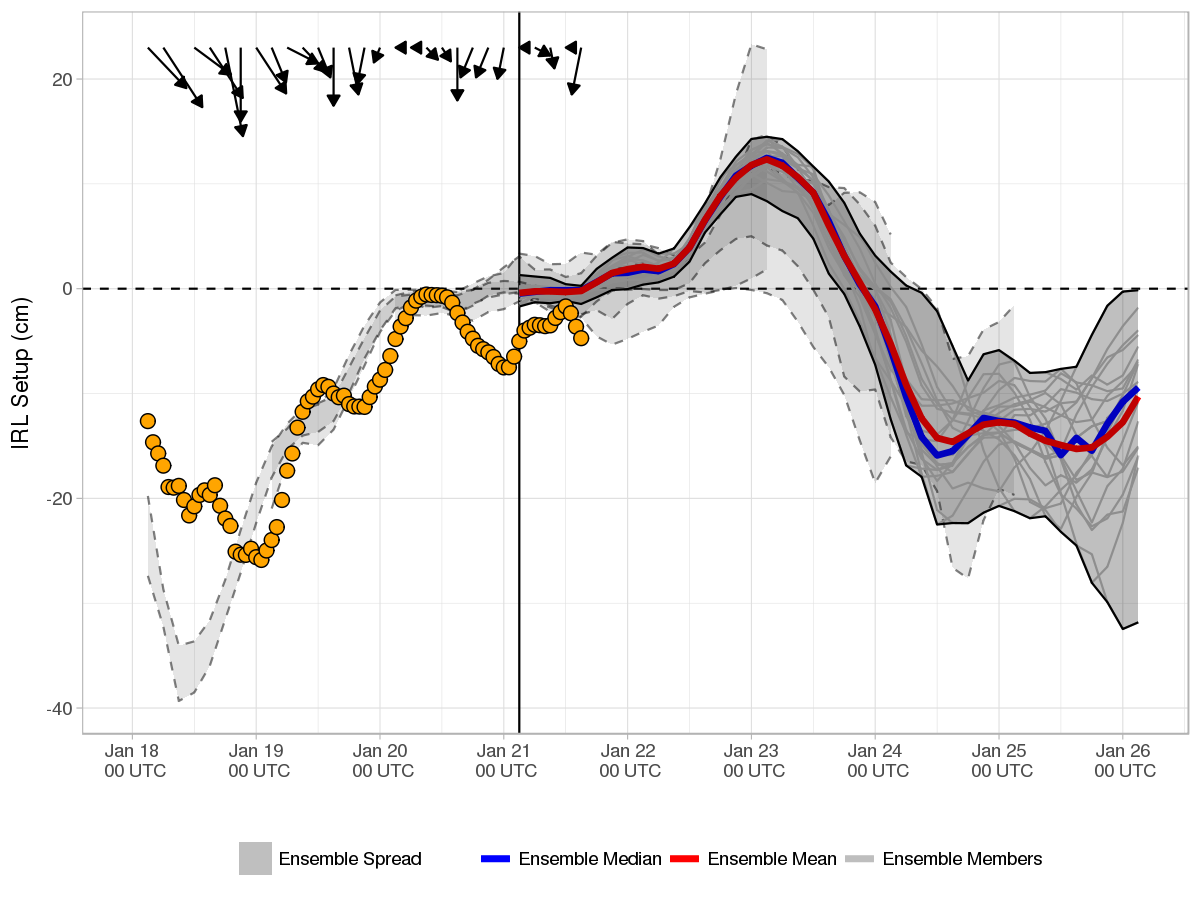 IRL Setup (cm)
20
0
-20
-40
Jan 18 Jan 19 Jan 20 Jan 21 Jan 22 Jan 23 Jan 24 Jan 25 Jan 26
00 UTC 00 UTC 00 UTC 00 UTC 00 UTC 00 UTC 00 UTC 00 UTC 00 UTC
Ensemble Spread Ensemble Median Ensemble Mean Ensemble Members